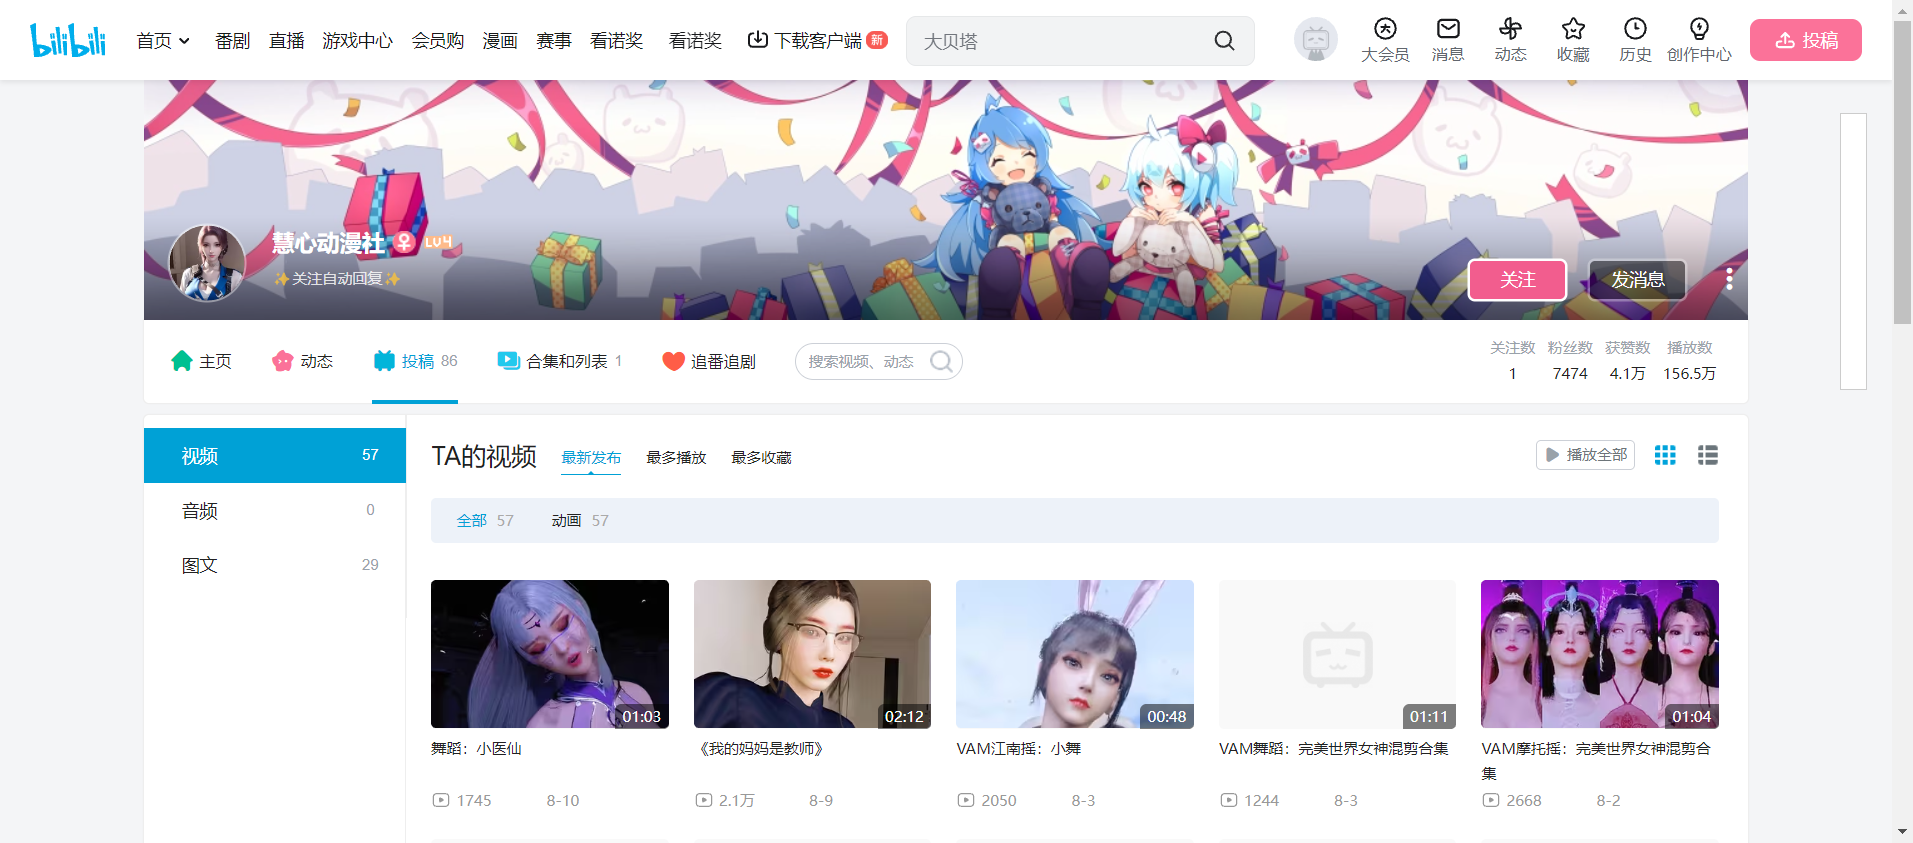 bilibili
首页
番剧
直播
游戏中心
会员购
漫画
赛事
看诺奖
看诺奖
下载客户端
新
大贝塔
大会员
消息
动态
收藏
历史
创作中心
投稿
慧心动漫社
LV4
✨关注自动回复✨
关注
发消息
主页
动态
投稿 86
合集和列表 1
追番追剧
搜索视频、动态
关注数 粉丝数 获赞数 播放数
1 7474 4.1万 156.5万
视频 57
音频 0
图文 29
TA的视频
最新发布
最多播放
最多收藏
播放全部
全部 57
动画 57
01:03
02:12
00:48
01:11
01:04
舞蹈：小医仙
《我的妈妈是教师》
VAM江南摇：小舞
VAM舞蹈：完美世界女神混剪合集
VAM摩托摇：完美世界女神混剪合
集
1745 8-10
2.1万 8-9
2050 8-3
1244 8-3
2668 8-2